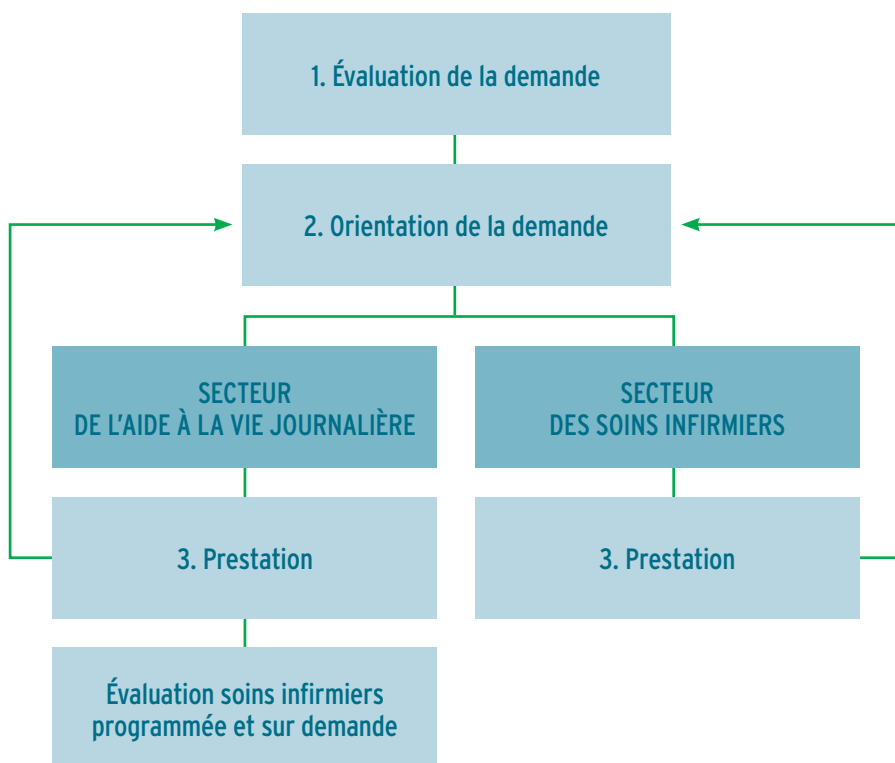 1. Évaluation de la demande
2. Orientation de la demande
SECTEUR
DE L'AIDE À LA VIE JOURNALIÈRE
SECTEUR
DES SOINS INFIRMIERS
3. Prestation
3. Prestation
Évaluation soins infirmiers
programmée et sur demande